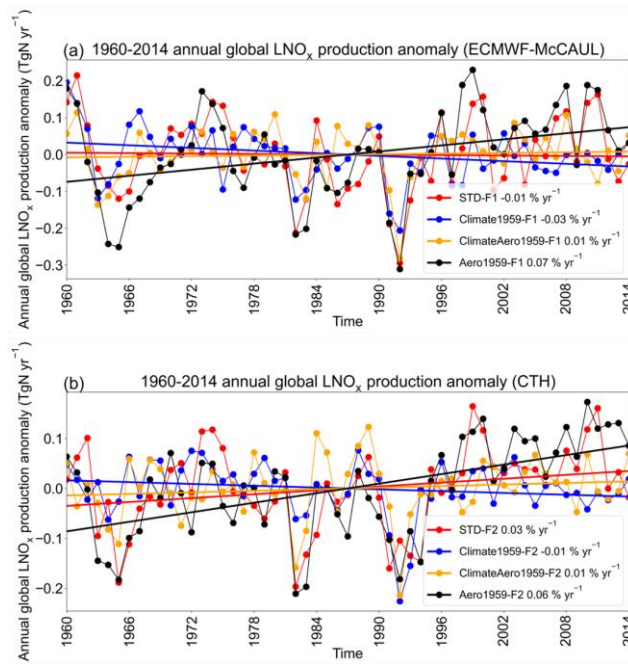 (a) 1960-2014 annual global LNOx production anomaly (ECMWF-McCAUL)
Annual global LNOx production anomaly (TgN yr−1)
0.2
0.1
0.0
−0.1
−0.2
−0.3
STD-F1 -0.01 % yr−1
Climate1959-F1 -0.03 % yr−1
ClimateAero1959-F1 0.01 % yr−1
Aero1959-F1 0.07 % yr−1
1960 1966 1972 1978 1984 1990 1996 2002 2008 2014
Time
(b) 1960-2014 annual global LNOx production anomaly (CTH)
Annual global LNOx production anomaly (TgN yr−1)
0.1
0.0
−0.1
−0.2
STD-F2 0.03 % yr−1
Climate1959-F2 -0.01 % yr−1
ClimateAero1959-F2 0.01 % yr−1
Aero1959-F2 0.06 % yr−1
1960 1966 1972 1978 1984 1990 1996 2002 2008 2014
Time